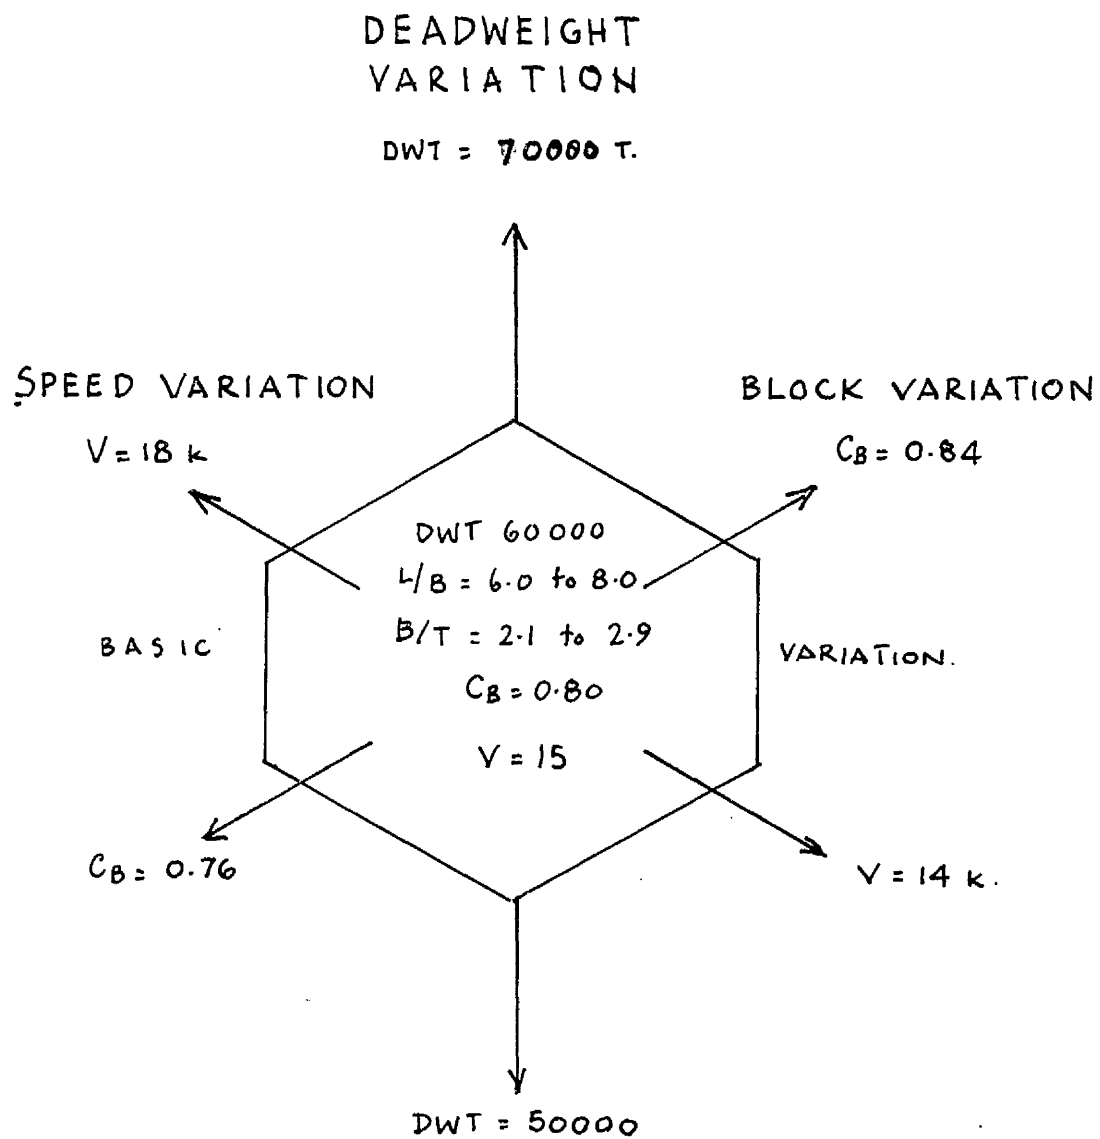 DEADWEIGHT
VARIATION
DWT = 70000 T.
SPEED VARIATION
V = 18 k
BLOCK VARIATION
CB = 0.84
DWT 60000
L/B = 6.0 to 8.0
B/T = 2.1 to 2.9
CB = 0.80
V = 15
BASIC
VARIATION.
CB = 0.76
V = 14 k.
DWT = 50000